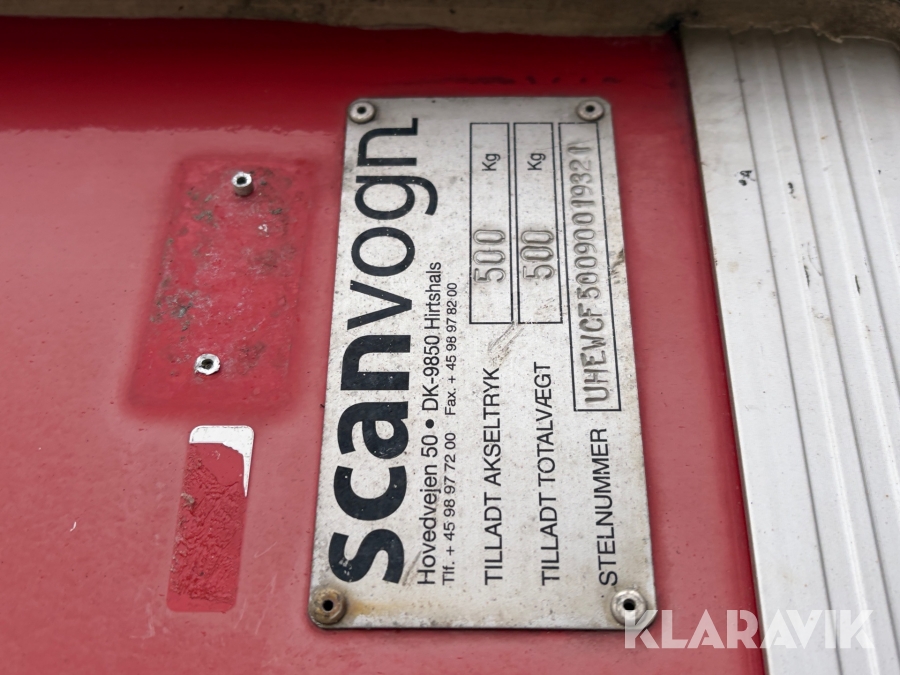 scanvogn
Hovedvejen 50 • DK-9850 Hirtshals
Tlf. + 45 98 97 72 00 Fax. + 45 98 97 82 00
TILLADT AKSELTRYK 500 Kg
TILLADT TOTALVÆGT 500 Kg
STELNUMMER
KLARAVIK